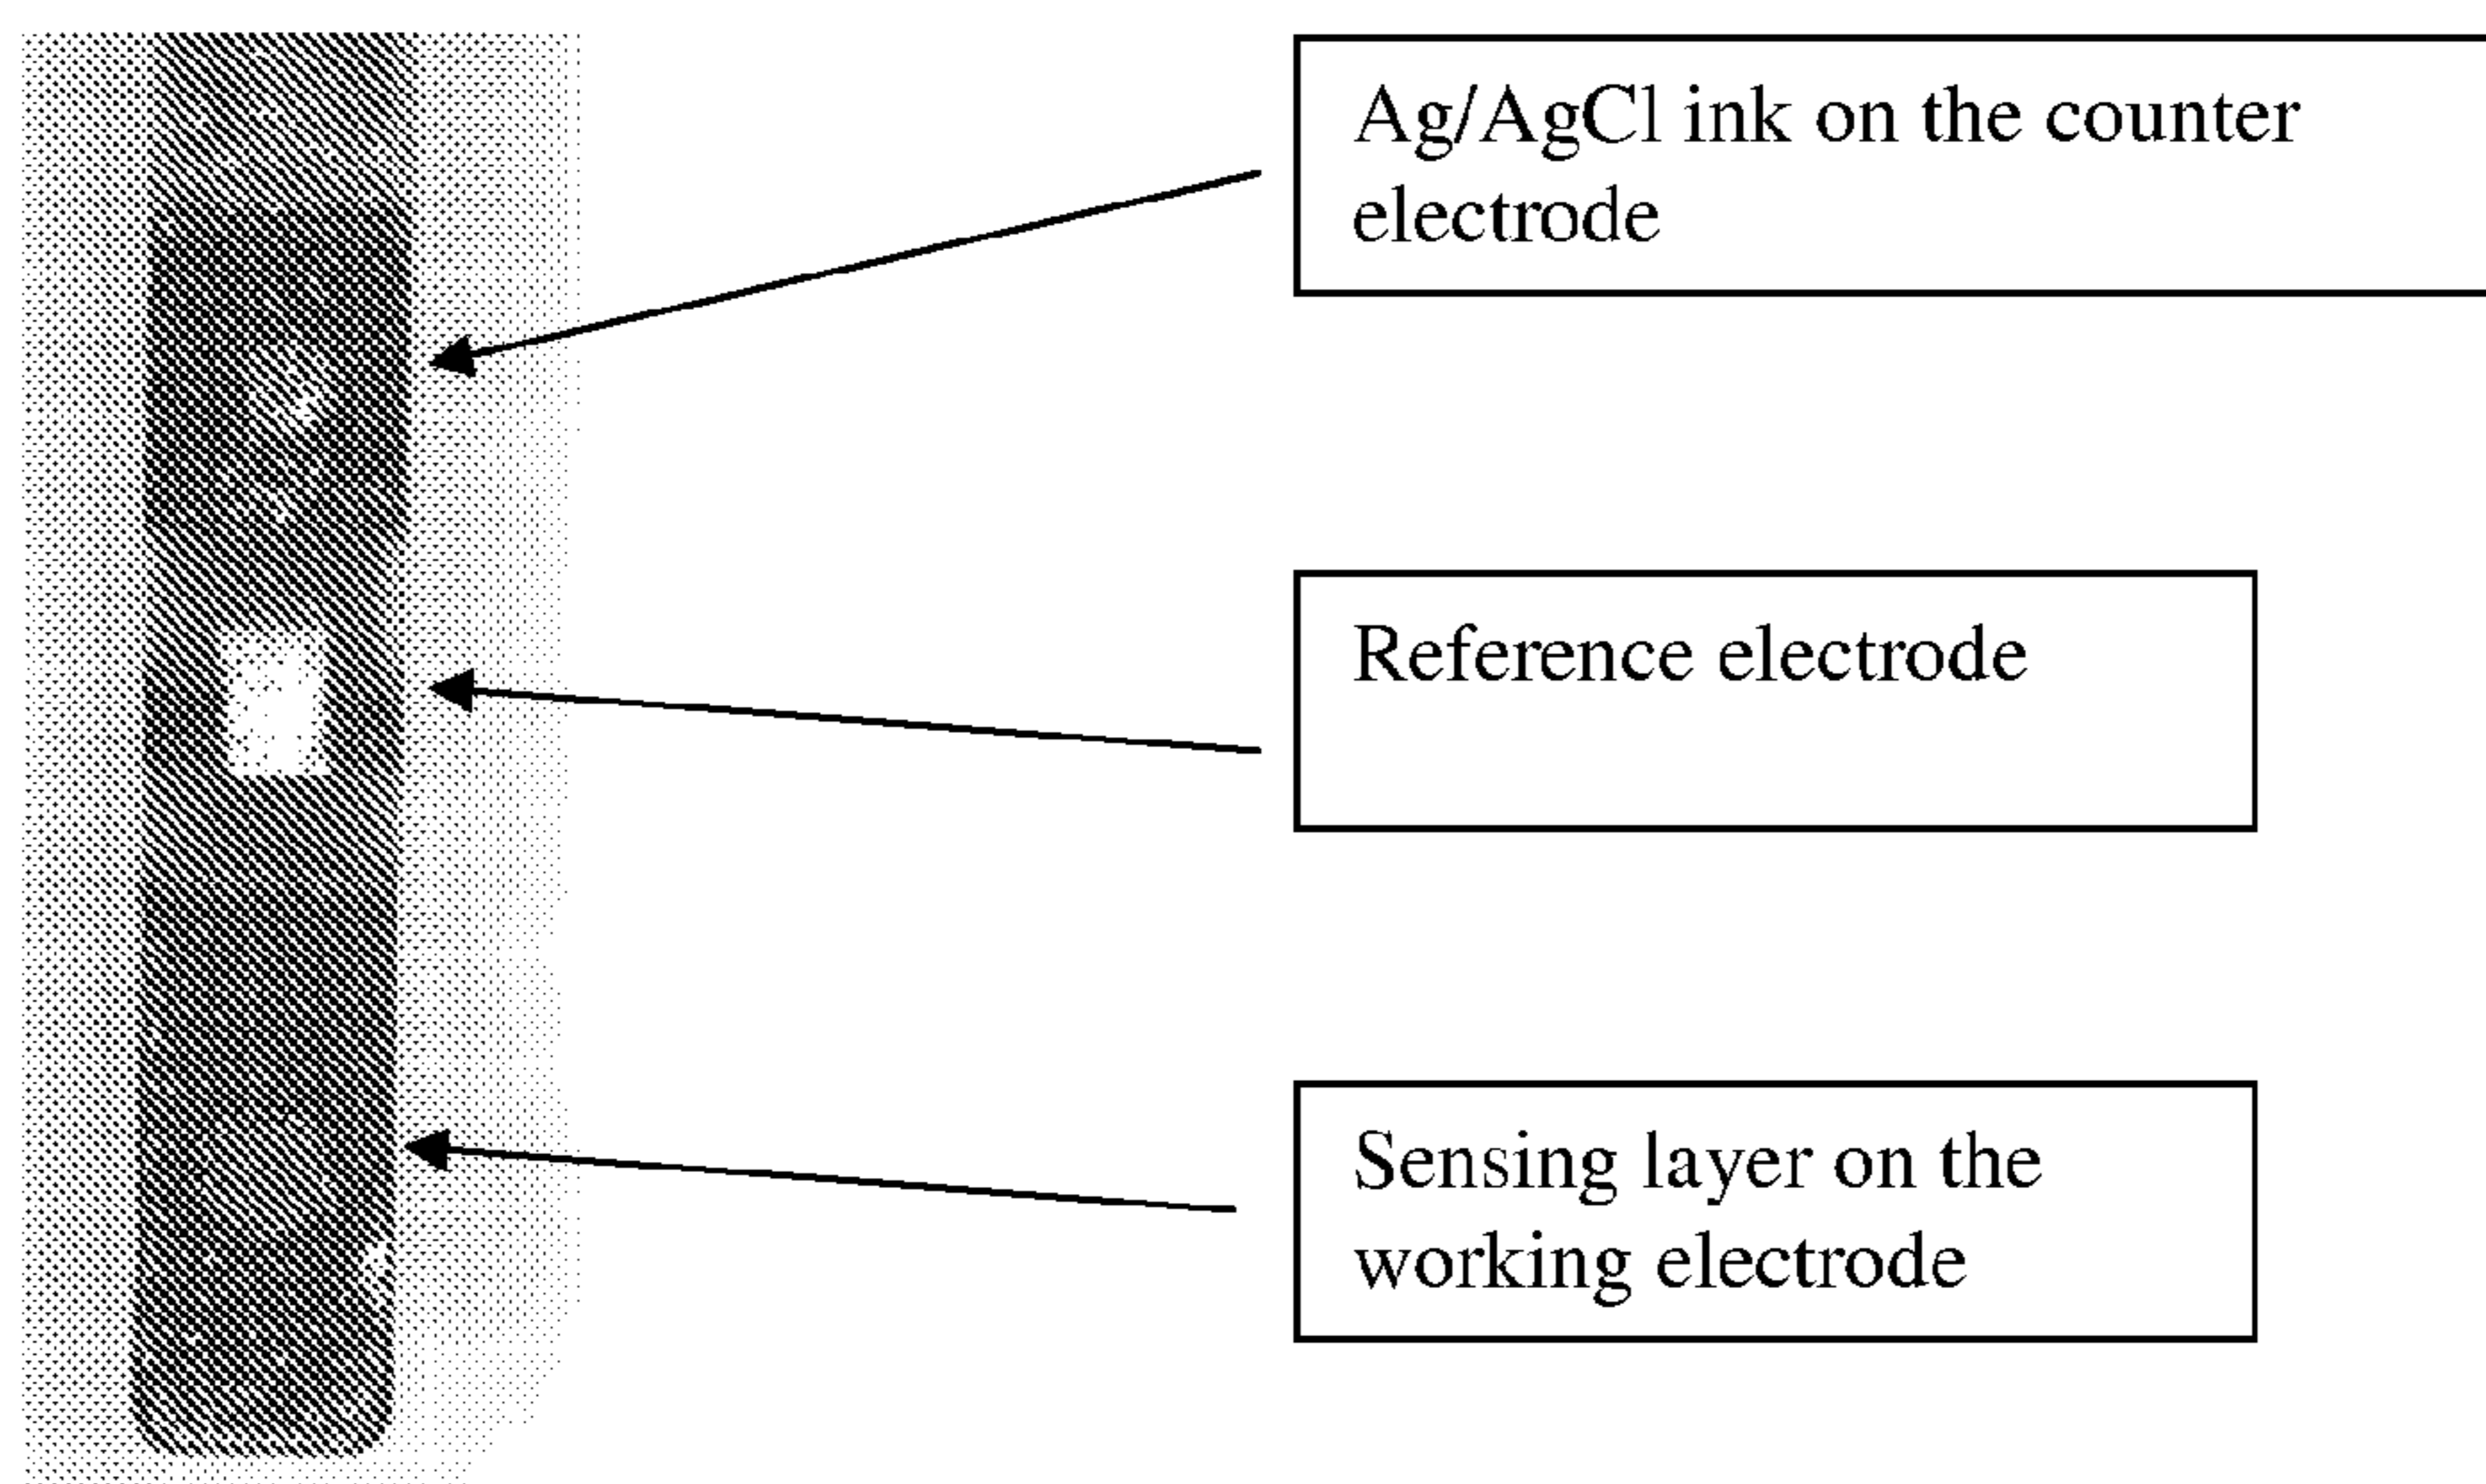 Ag/AgCl ink on the counter
electrode
Reference electrode
Sensing layer on the
working electrode